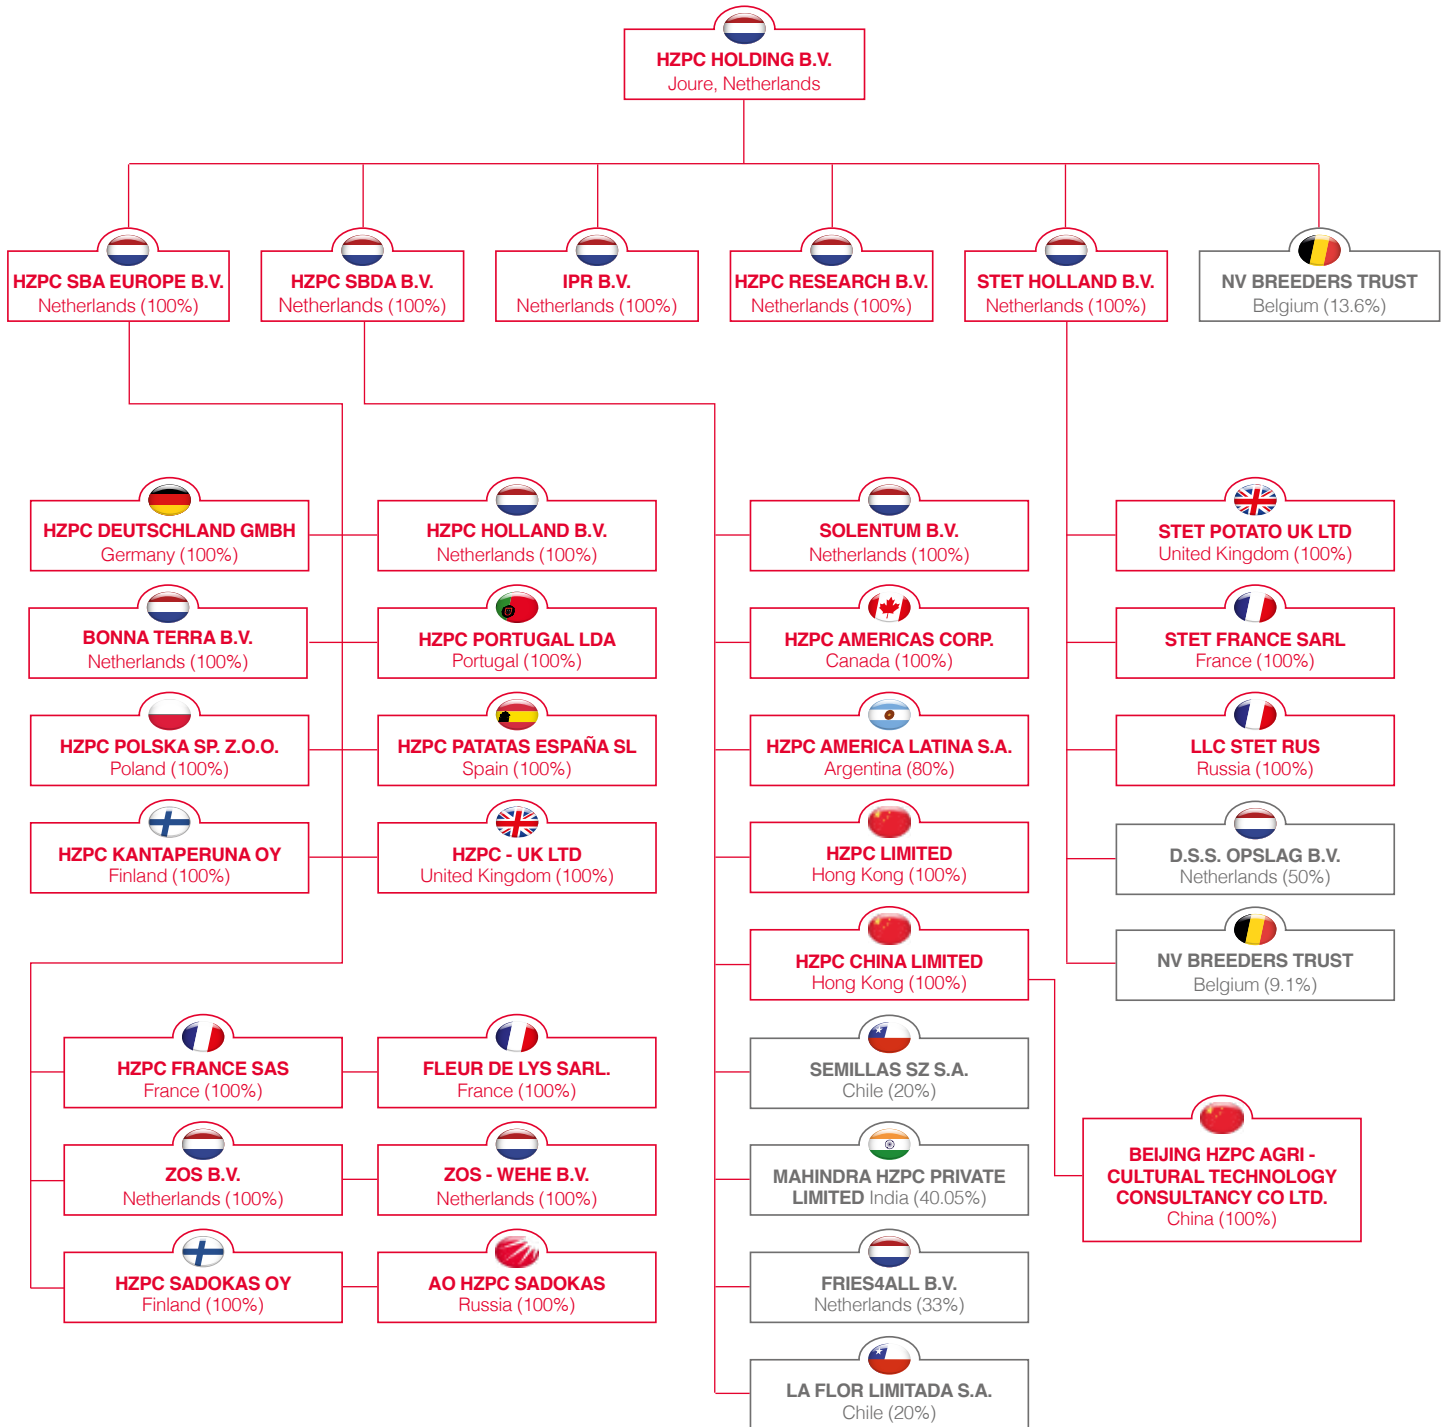 HZPC HOLDING B.V.
Joure, Netherlands
HZPC SBA EUROPE B.V.
Netherlands (100%)
HZPC SBDA B.V.
Netherlands (100%)
IPR B.V.
Netherlands (100%)
HZPC RESEARCH B.V.
Netherlands (100%)
STET HOLLAND B.V.
Netherlands (100%)
NV BREEDERS TRUST
Belgium (13.6%)
HZPC DEUTSCHLAND GMBH
Germany (100%)
HZPC HOLLAND B.V.
Netherlands (100%)
BONNA TERRA B.V.
Netherlands (100%)
HZPC PORTUGAL LDA
Portugal (100%)
HZPC POLSKA SP. Z.O.O.
Poland (100%)
HZPC PATATAS ESPAÑA SL
Spain (100%)
HZPC KANTAPERUNA OY
Finland (100%)
HZPC - UK LTD
United Kingdom (100%)
HZPC FRANCE SAS
France (100%)
FLEUR DE LYS SARL.
France (100%)
ZOS B.V.
Netherlands (100%)
ZOS - WEHE B.V.
Netherlands (100%)
HZPC SADOKAS OY
Finland (100%)
AO HZPC SADOKAS
Russia (100%)
SOLENTUM B.V.
Netherlands (100%)
HZPC AMERICAS CORP.
Canada (100%)
HZPC AMERICA LATINA S.A.
Argentina (80%)
HZPC LIMITED
Hong Kong (100%)
HZPC CHINA LIMITED
Hong Kong (100%)
SEMILLAS SZ S.A.
Chile (20%)
MAHINDRA HZPC PRIVATE
LIMITED India (40.05%)
FRIES4ALL B.V.
Netherlands (33%)
LA FLOR LIMITADA S.A.
Chile (20%)
STET POTATO UK LTD
United Kingdom (100%)
STET FRANCE SARL
France (100%)
LLC STET RUS
Russia (100%)
D.S.S. OPSLAG B.V.
Netherlands (50%)
NV BREEDERS TRUST
Belgium (9.1%)
BEIJING HZPC AGRI -
CULTURAL TECHNOLOGY
CONSULTANCY CO LTD.
China (100%)